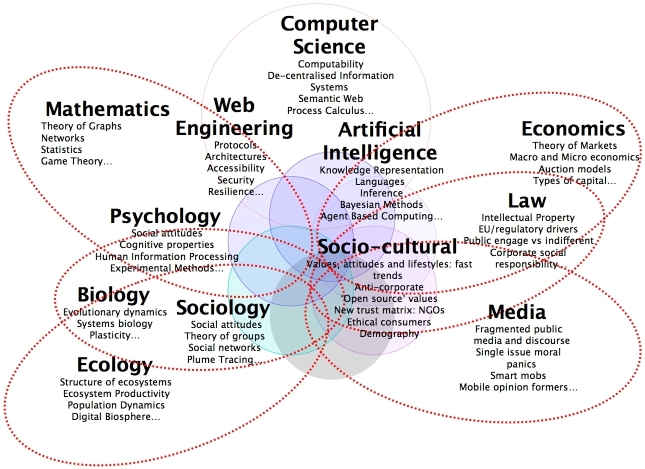 Computer
Science
Computability
De-centralised Information
Systems
Semantic Web
Process Calculus...
Mathematics
Theory of Graphs
Networks
Statistics
Game Theory...
Web
Engineering
Protocols
Architectures
Accessibility
Security
Resilience...
Artificial
Intelligence
Knowledge Representation
Languages
Inference
Bayesian Methods
Agent Based Computing...
Economics
Theory of Markets
Macro and Micro economics
Auction models
Types of capital...
Law
Intellectual Property
EU/regulatory drivers
Public engage vs indifferent
Corporate social
responsibility
Psychology
Social attitudes
Cognitive properties
Human Information Processing
Experimental Methods...
Socio-cultural
Values, attitudes and lifestyles: fast
trends
Anti-corporate
'Open source' values
New trust matrix: NGOs
Ethical consumers
Demography
Biology
Evolutionary dynamics
Systems biology
Plasticity...
Sociology
Social attitudes
Theory of groups
Social networks
Plume Tracing...
Media
Fragmented public
media and discourse
Single issue moral
panics
Smart mobs
Mobile opinion formers...
Ecology
Structure of ecosystems
Ecosystem Productivity
Population Dynamics
Digital Biosphere...